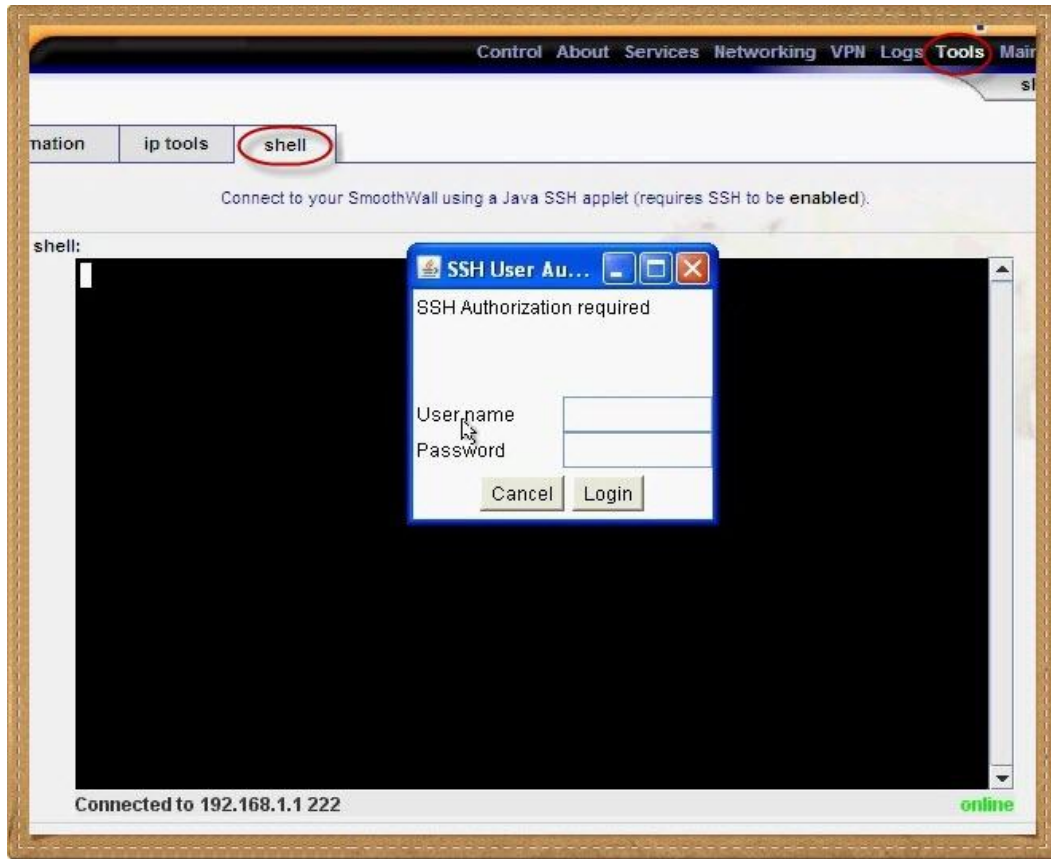 Control About Services Networking VPN Logs Tools Main
sh
mation ip tools shell
Connect to your SmoothWall using a Java SSH applet (requires SSH to be enabled).
shell:
SSH User Au...
SSH Authorization required
User name
Password
Cancel Login
Connected to 192.168.1.1 222 online